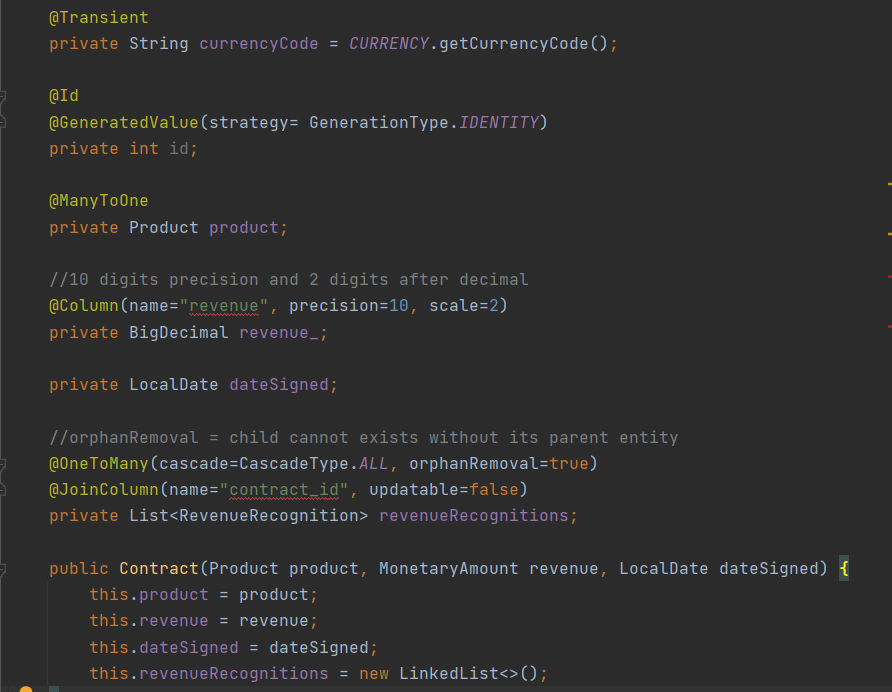 @Transient
private String currencyCode = CURRENCY.getCurrencyCode();
@Id
@GeneratedValue(strategy= GenerationType.IDENTITY)
private int id;
@ManyToOne
private Product product;
//10 digits precision and 2 digits after decimal
@Column(name="revenue", precision=10, scale=2)
private BigDecimal revenue_;
private LocalDate dateSigned;
//orphanRemoval = child cannot exists without its parent entity
@OneToMany(cascade=CascadeType.ALL, orphanRemoval=true)
@JoinColumn(name="contract_id", updatable=false)
private List<RevenueRecognition> revenueRecognitions;
public Contract(Product product, MonetaryAmount revenue, LocalDate dateSigned) {
this.product = product;
this.revenue = revenue;
this.dateSigned = dateSigned;
this.revenueRecognitions = new LinkedList<>();